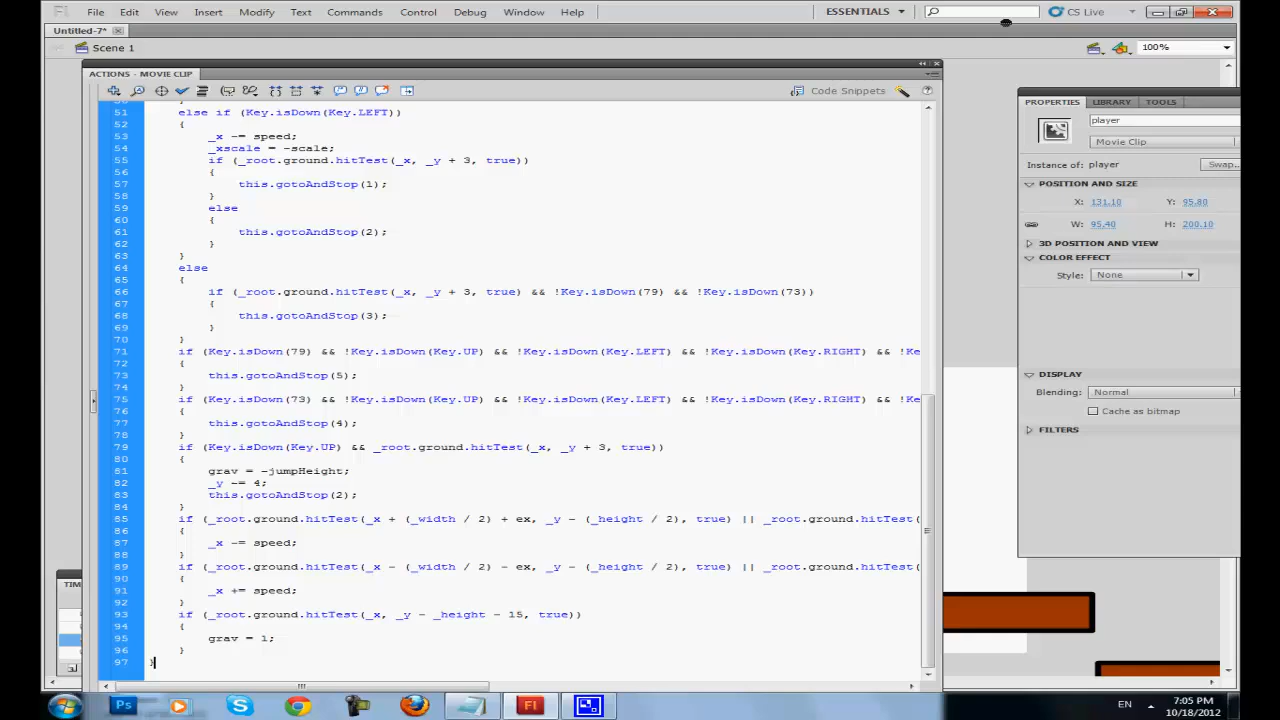 Fl File Edit View Insert Modify Text Commands Control Debug Window Help ESSENTIALS CS Live
Untitled-7*
Scene 1 100%
ACTIONS - MOVIE CLIP
Code Snippets
51 else if (Key.isDown(Key.LEFT))
52 {
53 _x -= speed;
54 _xscale = -scale;
55 if (_root.ground.hitTest(_x, _y + 3, true))
56 {
57 this.gotoAndStop(1);
58 }
59 else
60 {
61 this.gotoAndStop(2);
62 }
63 }
64 else
65 {
66 if (_root.ground.hitTest(_x, _y + 3, true) && !Key.isDown(79) && !Key.isDown(73))
67 {
68 this.gotoAndStop(3);
69 }
70 }
71 if (Key.isDown(79) && !Key.isDown(Key.UP) && !Key.isDown(Key.LEFT) && !Key.isDown(Key.RIGHT) && !Ke
72 {
73 this.gotoAndStop(5);
74 }
75 if (Key.isDown(73) && !Key.isDown(Key.UP) && !Key.isDown(Key.LEFT) && !Key.isDown(Key.RIGHT) && !Ke
76 {
77 this.gotoAndStop(4);
78 }
79 if (Key.isDown(Key.UP) && _root.ground.hitTest(_x, _y + 3, true))
80 {
81 grav = -jumpHeight;
82 _y -= 4;
83 this.gotoAndStop(2);
84 }
85 if (_root.ground.hitTest(_x + (_width / 2) + ex, _y - (_height / 2), true) || _root.ground.hitTest(
86 {
87 _x -= speed;
88 }
89 if (_root.ground.hitTest(_x - (_width / 2) - ex, _y - (_height / 2), true) || _root.ground.hitTest(
90 {
91 _x += speed;
92 }
93 if (_root.ground.hitTest(_x, _y - _height - 15, true))
94 {
95 grav = 1;
96 }
97 }
PROPERTIES LIBRARY TOOLS
player
Movie Clip
Instance of: player Swap...
POSITION AND SIZE
X: 131.10 Y: 95.80
W: 95.40 H: 200.10
3D POSITION AND VIEW
COLOR EFFECT
Style: None
DISPLAY
Blending: Normal
Cache as bitmap
FILTERS
TIM
Ps Fl EN 7:05 PM
10/18/2012